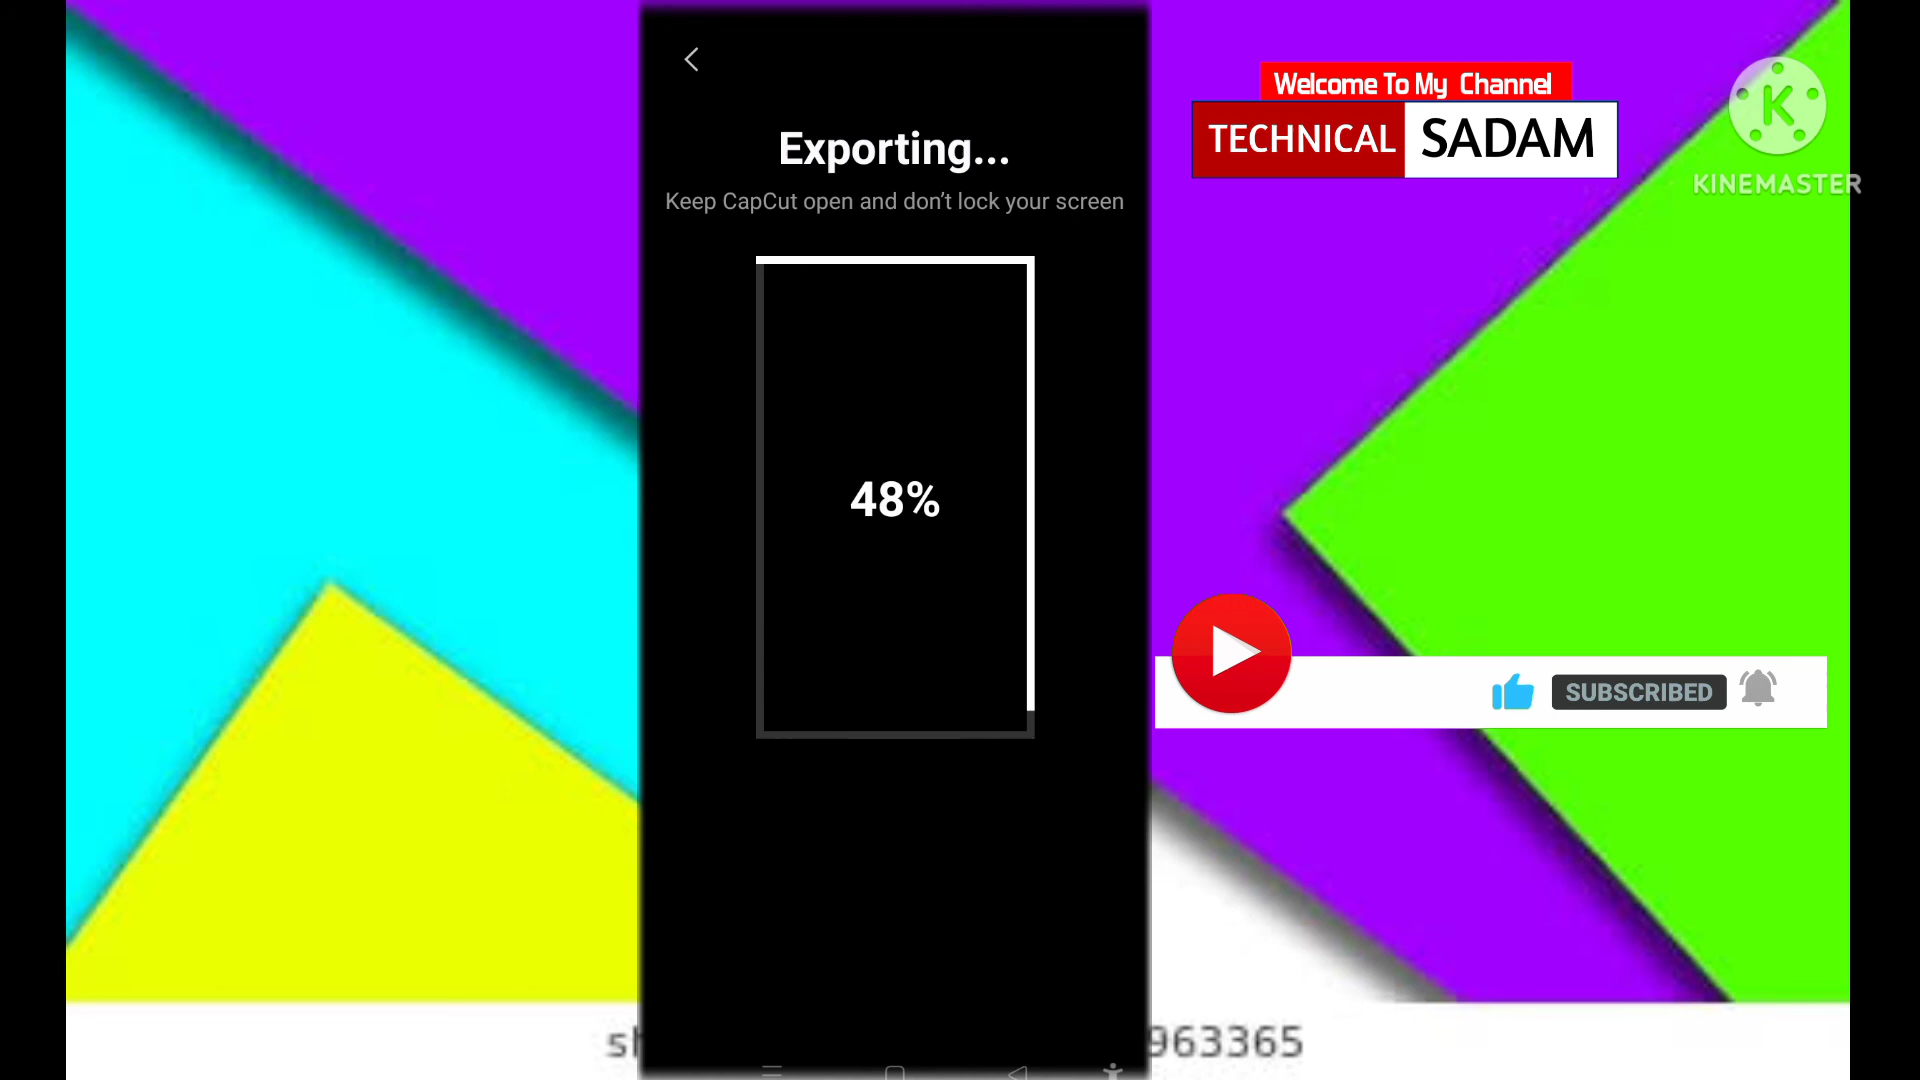 Welcome To My Channel
TECHNICAL SADAM
K
KINEMASTER
Exporting...
Keep CapCut open and don't lock your screen
48%
SUBSCRIBED
963365